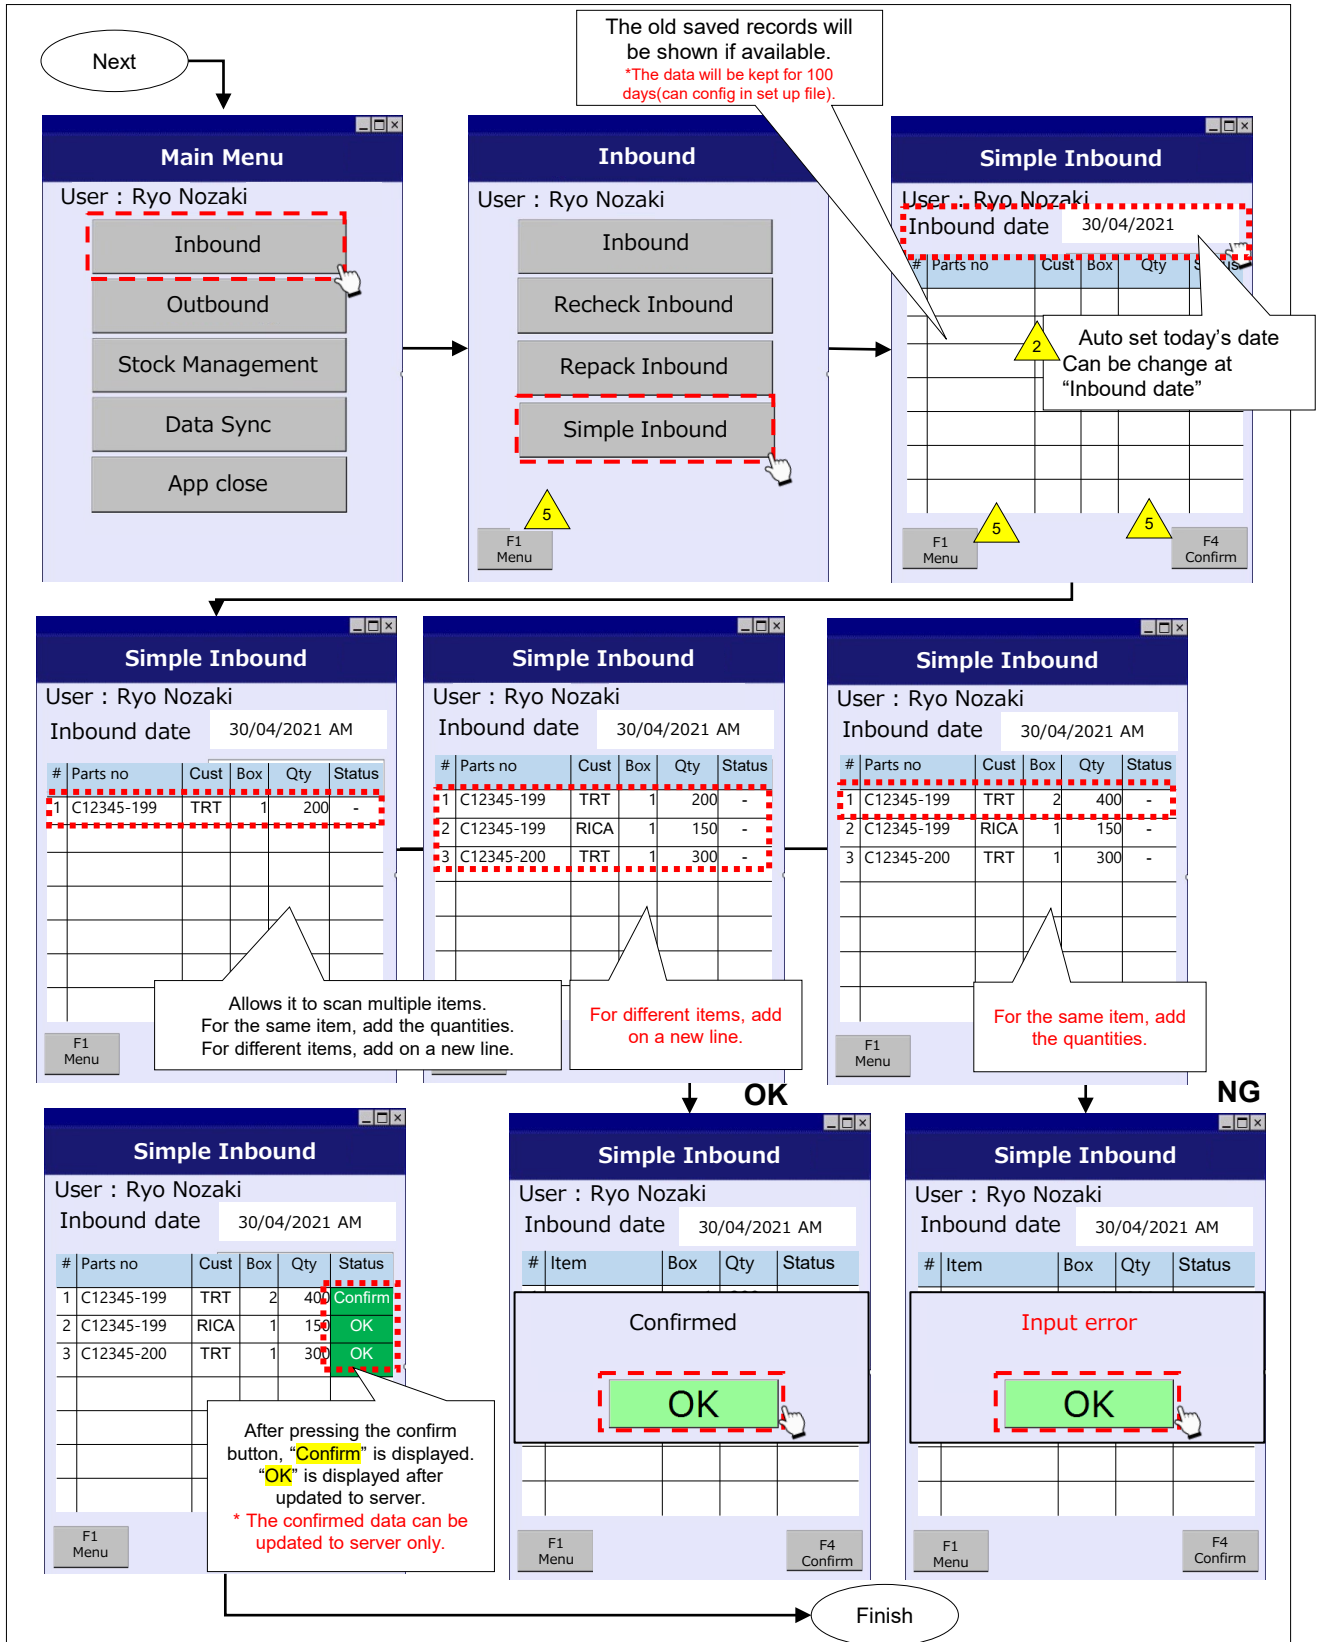 Next
The old saved records will
be shown if available.
*The data will be kept for 100
days(can config in set up file).
Main Menu
User : Ryo Nozaki
Inbound
Outbound
Stock Management
Data Sync
App close
Inbound
User : Ryo Nozaki
Inbound
Recheck Inbound
Repack Inbound
Simple Inbound
5
F1
Menu
Simple Inbound
User : Ryo Nozaki
Inbound date 30/04/2021
# Parts no Cust Box Qty Status
2
Auto set today's date
Can be change at
“Inbound date”
5
5
F1
Menu
F4
Confirm
Simple Inbound
User : Ryo Nozaki
Inbound date 30/04/2021 AM
# Parts no Cust Box Qty Status
1 C12345-199 TRT 1 200 -
Allows it to scan multiple items.
For the same item, add the quantities.
For different items, add on a new line.
F1
Menu
Simple Inbound
User : Ryo Nozaki
Inbound date 30/04/2021 AM
# Parts no Cust Box Qty Status
1 C12345-199 TRT 1 200 -
2 C12345-199 RICA 1 150 -
3 C12345-200 TRT 1 300 -
For different items, add
on a new line.
Simple Inbound
User : Ryo Nozaki
Inbound date 30/04/2021 AM
# Parts no Cust Box Qty Status
1 C12345-199 TRT 2 400 -
2 C12345-199 RICA 1 150 -
3 C12345-200 TRT 1 300 -
For the same item, add
the quantities.
F1
Menu
OK
NG
Simple Inbound
User : Ryo Nozaki
Inbound date 30/04/2021 AM
# Parts no Cust Box Qty Status
1 C12345-199 TRT 2 400 Confirm
2 C12345-199 RICA 1 150 OK
3 C12345-200 TRT 1 300 OK
After pressing the confirm
button, “Confirm” is displayed.
“OK” is displayed after
updated to server.
* The confirmed data can be
updated to server only.
F1
Menu
Simple Inbound
User : Ryo Nozaki
Inbound date 30/04/2021 AM
# Item Box Qty Status
Confirmed
OK
F1
Menu
F4
Confirm
Simple Inbound
User : Ryo Nozaki
Inbound date 30/04/2021 AM
# Item Box Qty Status
Input error
OK
F1
Menu
F4
Confirm
Finish